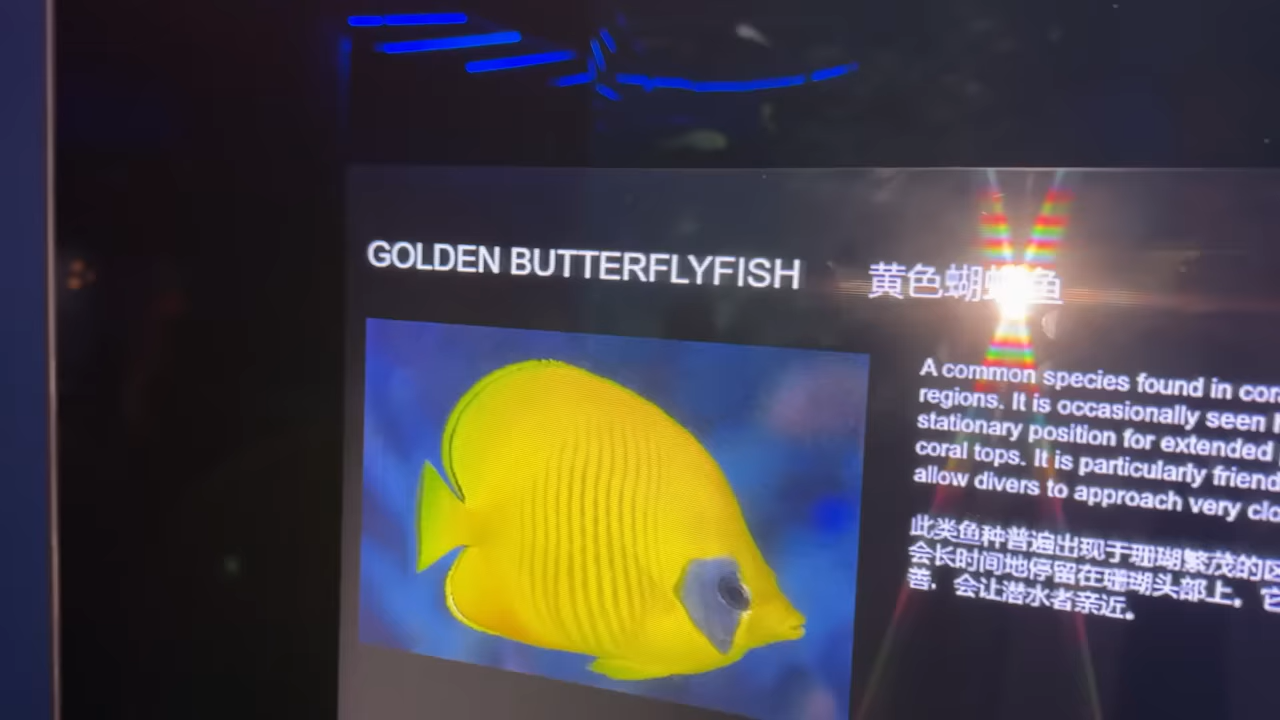 GOLDEN BUTTERFLYFISH
黄色蝴蝶鱼
A common species found in
regions. It is occasionally seen
stationary position for extended
coral tops. It is particularly
allow divers to approach very
此类鱼种普遍出现于珊瑚繁茂的
会长时间地停留在珊瑚头部上。它
善,会让潜水者亲近。